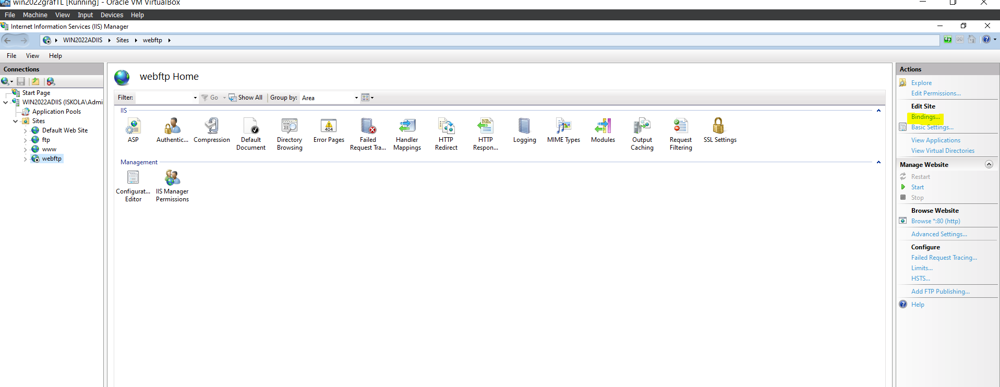 win2022grafTL [Running] - Oracle VM VirtualBox
File Machine View Input Devices Help
Internet Information Services (IIS) Manager
WIN2022ADIIS Sites webftp
File View Help
Connections
Start Page
WIN2022ADIIS (ISKOLA\Admi
Application Pools
Sites
Default Web Site
ftp
www
webftp
webftp Home
Filter: Go Show All Group by: Area
IIS
ASP
Authentic...
Compression
Default
Document
Directory
Browsing
Error Pages
404
Failed
Request Tra...
Handler
Mappings
HTTP
Redirect
HTTP
Respon...
Logging
MIME Types
Modules
Output
Caching
Request
Filtering
SSL Settings
Management
Configurat...
Editor
IIS Manager
Permissions
Actions
Explore
Edit Permissions...
Edit Site
Bindings...
Basic Settings...
View Applications
View Virtual Directories
Manage Website
Restart
Start
Stop
Browse Website
Browse *:80 (http)
Advanced Settings...
Configure
Failed Request Tracing...
Limits...
HSTS...
Add FTP Publishing...
Help